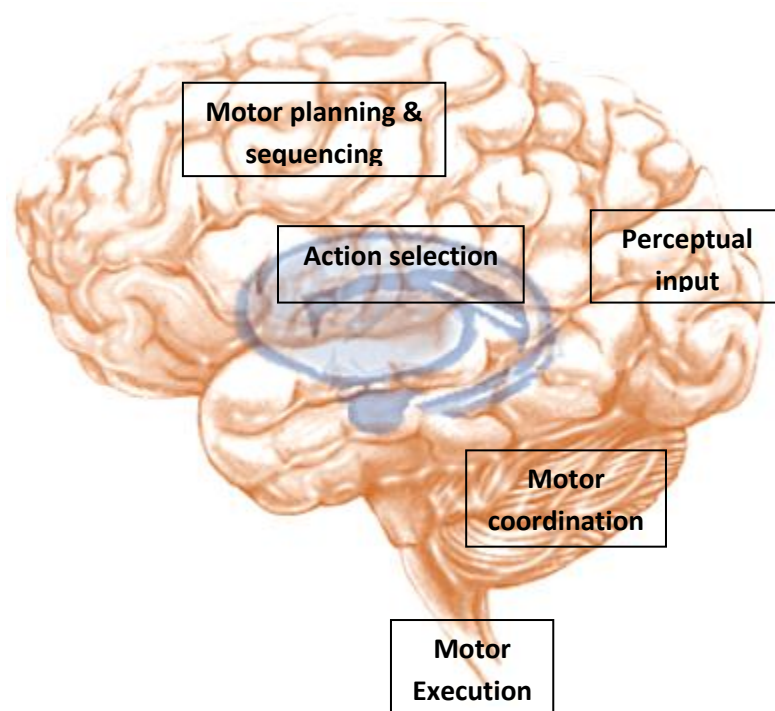 Motor planning &
sequencing
Action selection
Perceptual
input
Motor
coordination
Motor
Execution